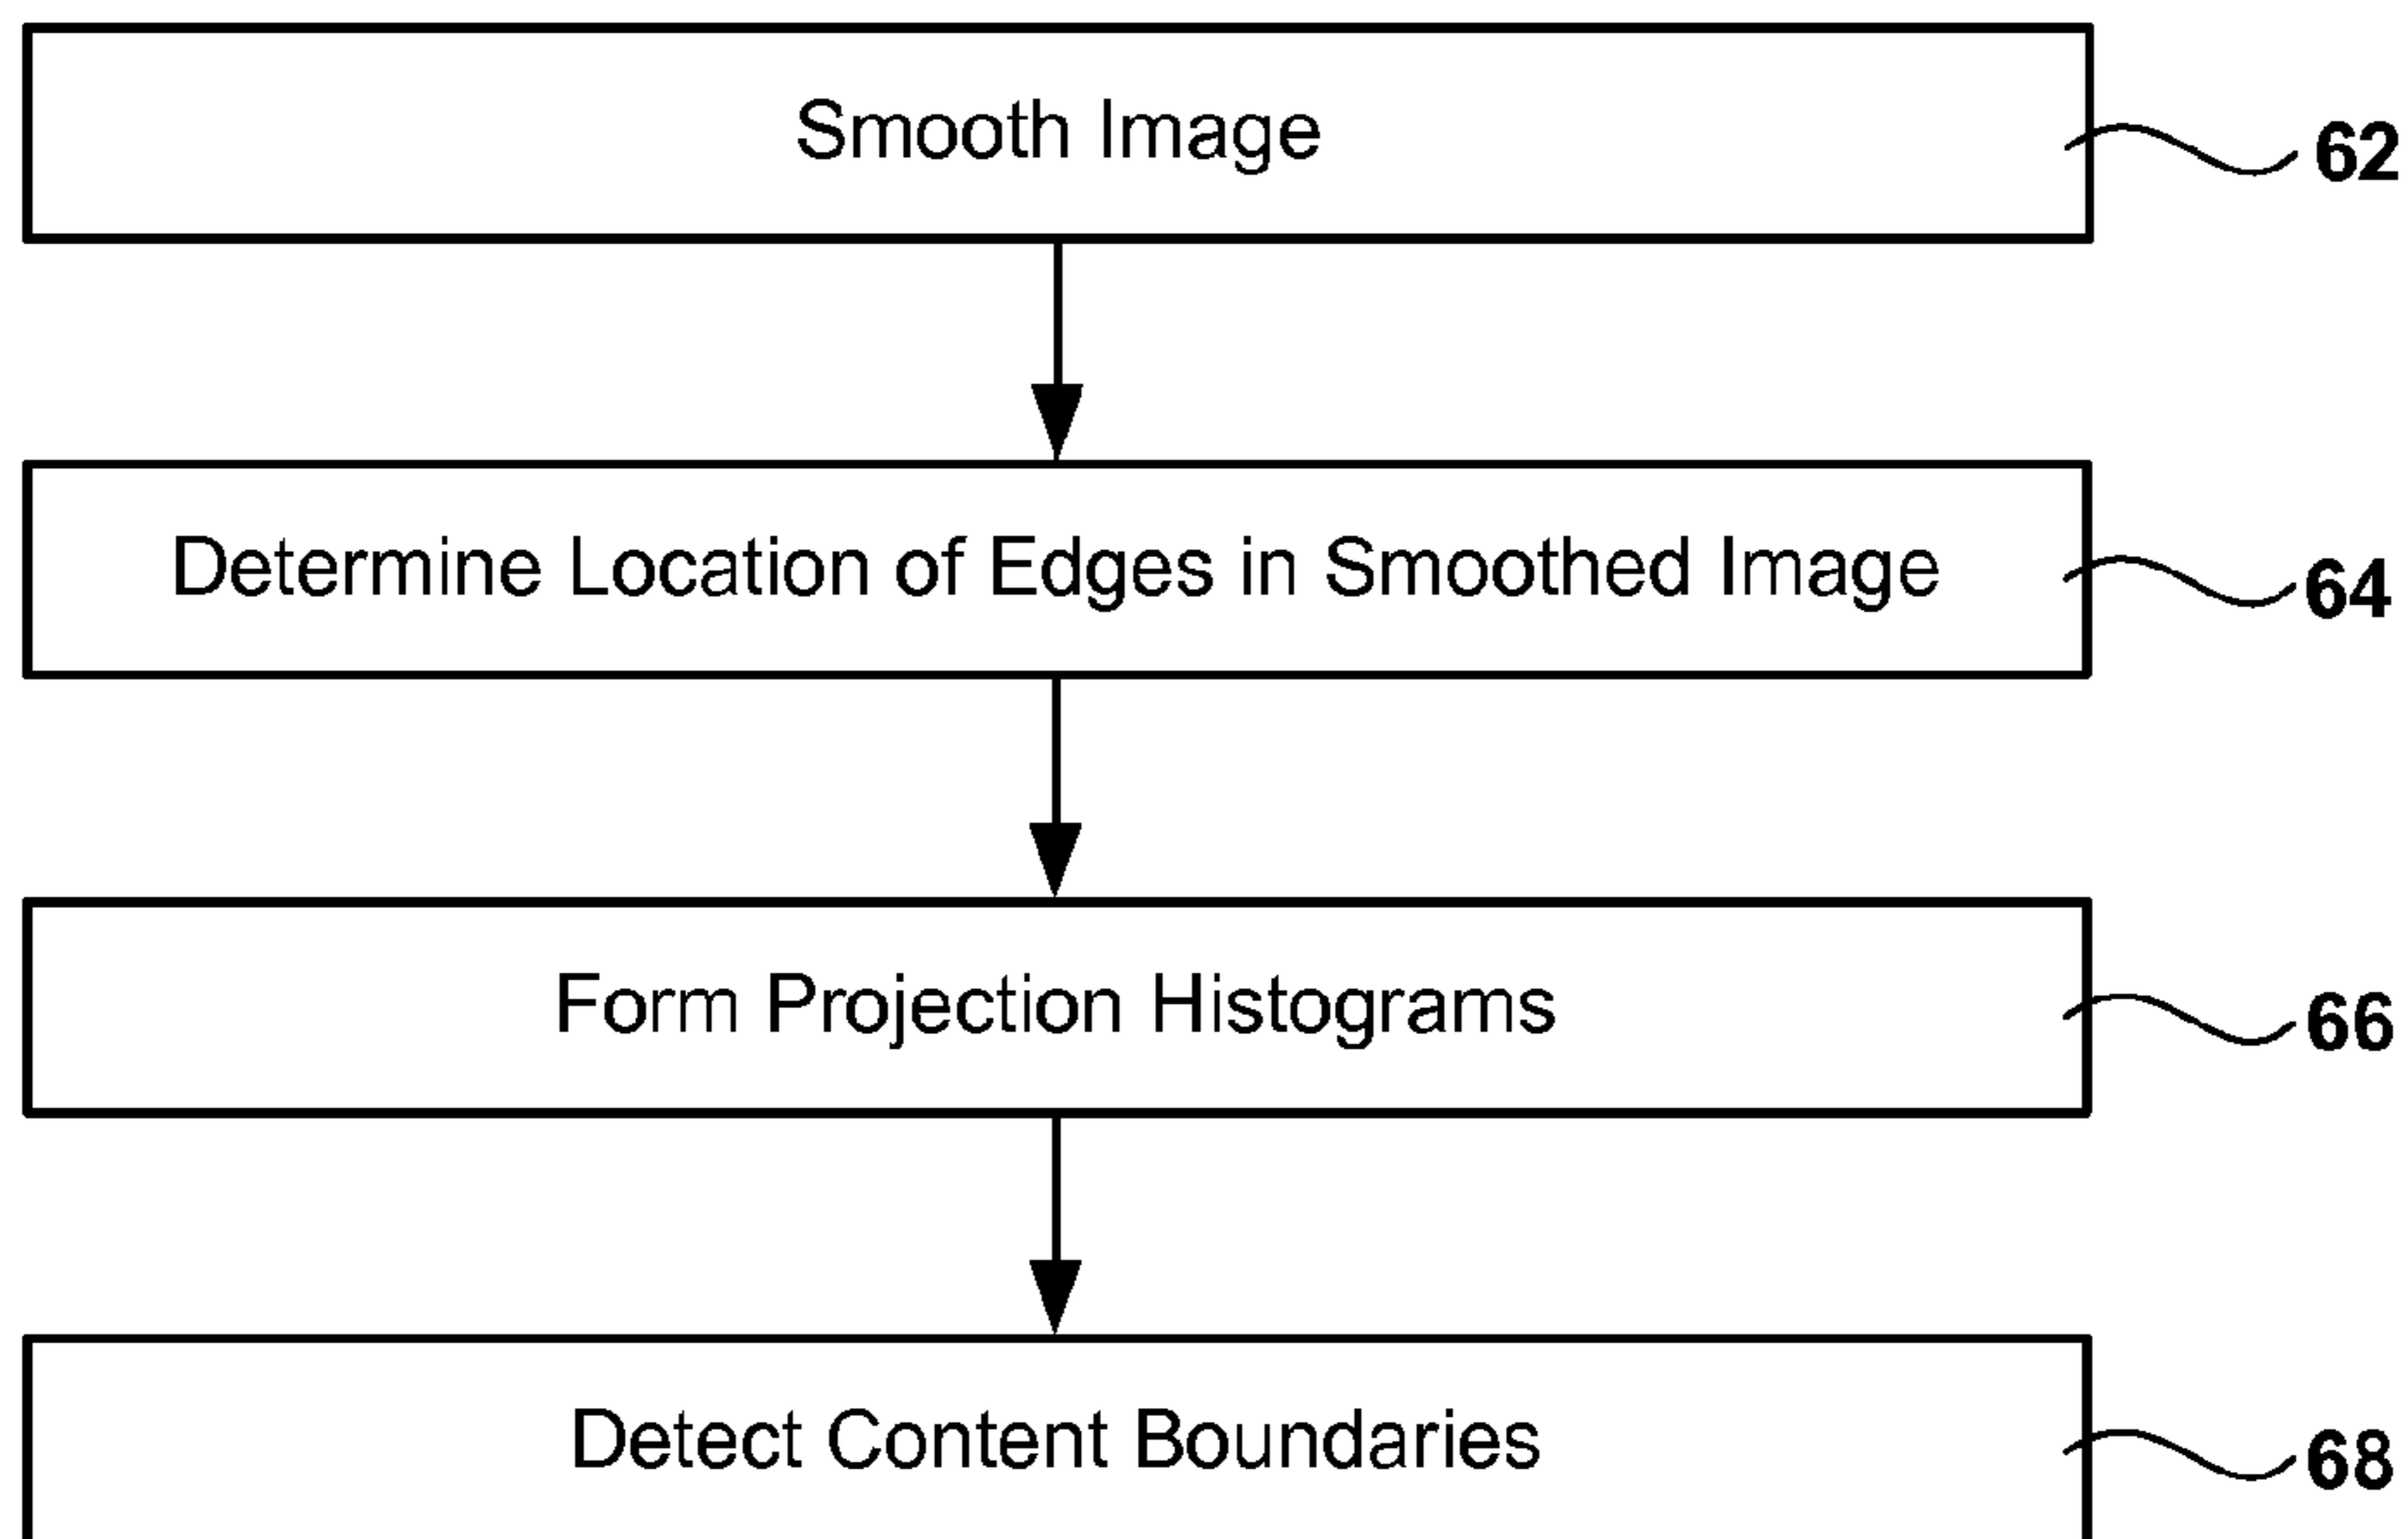 Smooth Image
62
Determine Location of Edges in Smoothed Image
64
Form Projection Histograms
66
Detect Content Boundaries
68